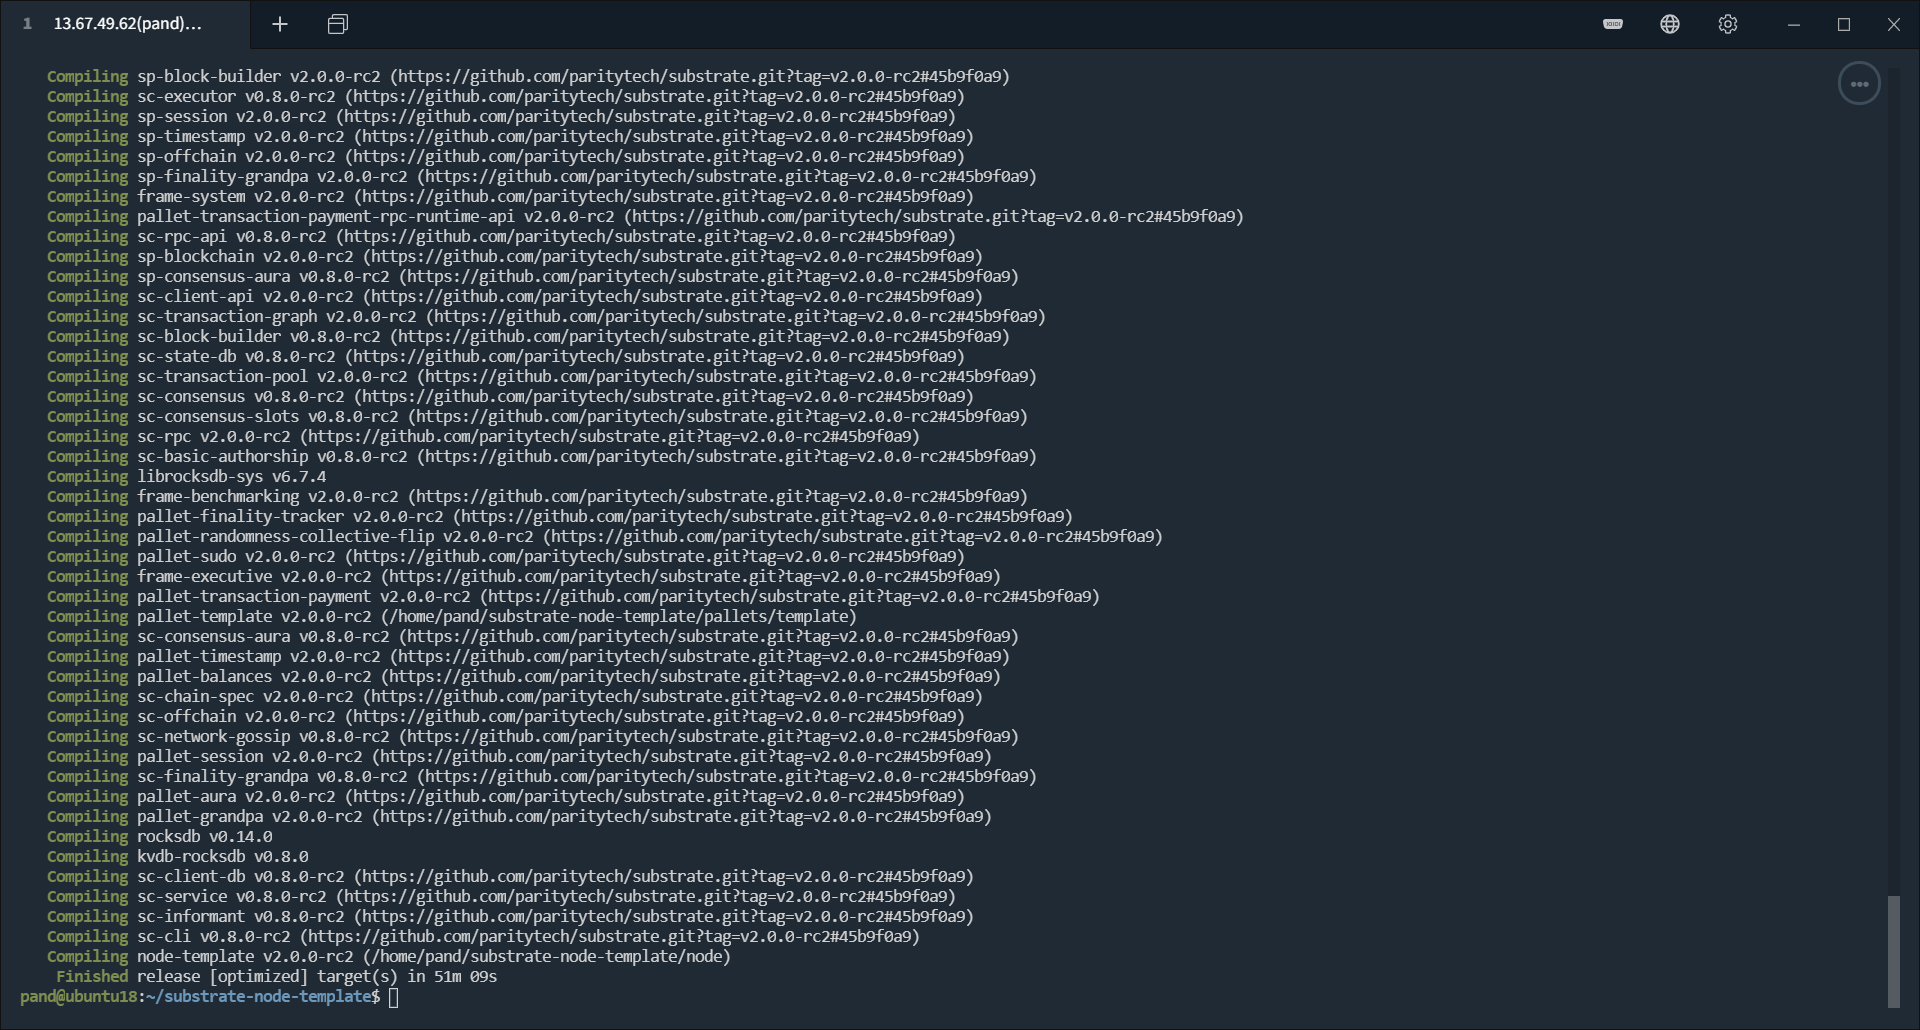 1 13.67.49.62(pand)...
Compiling sp-block-builder v2.0.0-rc2 (https://github.com/paritytech/substrate.git?tag=v2.0.0-rc2#45b9f0a9)
Compiling sc-executor v0.8.0-rc2 (https://github.com/paritytech/substrate.git?tag=v2.0.0-rc2#45b9f0a9)
Compiling sp-session v2.0.0-rc2 (https://github.com/paritytech/substrate.git?tag=v2.0.0-rc2#45b9f0a9)
Compiling sp-timestamp v2.0.0-rc2 (https://github.com/paritytech/substrate.git?tag=v2.0.0-rc2#45b9f0a9)
Compiling sp-offchain v2.0.0-rc2 (https://github.com/paritytech/substrate.git?tag=v2.0.0-rc2#45b9f0a9)
Compiling sp-finality-grandpa v2.0.0-rc2 (https://github.com/paritytech/substrate.git?tag=v2.0.0-rc2#45b9f0a9)
Compiling frame-system v2.0.0-rc2 (https://github.com/paritytech/substrate.git?tag=v2.0.0-rc2#45b9f0a9)
Compiling pallet-transaction-payment-rpc-runtime-api v2.0.0-rc2 (https://github.com/paritytech/substrate.git?tag=v2.0.0-rc2#45b9f0a9)
Compiling sc-rpc-api v0.8.0-rc2 (https://github.com/paritytech/substrate.git?tag=v2.0.0-rc2#45b9f0a9)
Compiling sp-blockchain v2.0.0-rc2 (https://github.com/paritytech/substrate.git?tag=v2.0.0-rc2#45b9f0a9)
Compiling sp-consensus-aura v0.8.0-rc2 (https://github.com/paritytech/substrate.git?tag=v2.0.0-rc2#45b9f0a9)
Compiling sc-client-api v2.0.0-rc2 (https://github.com/paritytech/substrate.git?tag=v2.0.0-rc2#45b9f0a9)
Compiling sc-transaction-graph v2.0.0-rc2 (https://github.com/paritytech/substrate.git?tag=v2.0.0-rc2#45b9f0a9)
Compiling sc-block-builder v0.8.0-rc2 (https://github.com/paritytech/substrate.git?tag=v2.0.0-rc2#45b9f0a9)
Compiling sc-state-db v0.8.0-rc2 (https://github.com/paritytech/substrate.git?tag=v2.0.0-rc2#45b9f0a9)
Compiling sc-transaction-pool v2.0.0-rc2 (https://github.com/paritytech/substrate.git?tag=v2.0.0-rc2#45b9f0a9)
Compiling sc-consensus v0.8.0-rc2 (https://github.com/paritytech/substrate.git?tag=v2.0.0-rc2#45b9f0a9)
Compiling sc-consensus-slots v0.8.0-rc2 (https://github.com/paritytech/substrate.git?tag=v2.0.0-rc2#45b9f0a9)
Compiling sc-rpc v2.0.0-rc2 (https://github.com/paritytech/substrate.git?tag=v2.0.0-rc2#45b9f0a9)
Compiling sc-basic-authorship v0.8.0-rc2 (https://github.com/paritytech/substrate.git?tag=v2.0.0-rc2#45b9f0a9)
Compiling librocksdb-sys v6.7.4
Compiling frame-benchmarking v2.0.0-rc2 (https://github.com/paritytech/substrate.git?tag=v2.0.0-rc2#45b9f0a9)
Compiling pallet-finality-tracker v2.0.0-rc2 (https://github.com/paritytech/substrate.git?tag=v2.0.0-rc2#45b9f0a9)
Compiling pallet-randomness-collective-flip v2.0.0-rc2 (https://github.com/paritytech/substrate.git?tag=v2.0.0-rc2#45b9f0a9)
Compiling pallet-sudo v2.0.0-rc2 (https://github.com/paritytech/substrate.git?tag=v2.0.0-rc2#45b9f0a9)
Compiling frame-executive v2.0.0-rc2 (https://github.com/paritytech/substrate.git?tag=v2.0.0-rc2#45b9f0a9)
Compiling pallet-transaction-payment v2.0.0-rc2 (https://github.com/paritytech/substrate.git?tag=v2.0.0-rc2#45b9f0a9)
Compiling pallet-template v2.0.0-rc2 (/home/pand/substrate-node-template/pallets/template)
Compiling sc-consensus-aura v0.8.0-rc2 (https://github.com/paritytech/substrate.git?tag=v2.0.0-rc2#45b9f0a9)
Compiling pallet-timestamp v2.0.0-rc2 (https://github.com/paritytech/substrate.git?tag=v2.0.0-rc2#45b9f0a9)
Compiling pallet-balances v2.0.0-rc2 (https://github.com/paritytech/substrate.git?tag=v2.0.0-rc2#45b9f0a9)
Compiling sc-chain-spec v2.0.0-rc2 (https://github.com/paritytech/substrate.git?tag=v2.0.0-rc2#45b9f0a9)
Compiling sc-offchain v2.0.0-rc2 (https://github.com/paritytech/substrate.git?tag=v2.0.0-rc2#45b9f0a9)
Compiling sc-network-gossip v0.8.0-rc2 (https://github.com/paritytech/substrate.git?tag=v2.0.0-rc2#45b9f0a9)
Compiling pallet-session v2.0.0-rc2 (https://github.com/paritytech/substrate.git?tag=v2.0.0-rc2#45b9f0a9)
Compiling sc-finality-grandpa v0.8.0-rc2 (https://github.com/paritytech/substrate.git?tag=v2.0.0-rc2#45b9f0a9)
Compiling pallet-aura v2.0.0-rc2 (https://github.com/paritytech/substrate.git?tag=v2.0.0-rc2#45b9f0a9)
Compiling pallet-grandpa v2.0.0-rc2 (https://github.com/paritytech/substrate.git?tag=v2.0.0-rc2#45b9f0a9)
Compiling rocksdb v0.14.0
Compiling kvdb-rocksdb v0.8.0
Compiling sc-client-db v0.8.0-rc2 (https://github.com/paritytech/substrate.git?tag=v2.0.0-rc2#45b9f0a9)
Compiling sc-service v0.8.0-rc2 (https://github.com/paritytech/substrate.git?tag=v2.0.0-rc2#45b9f0a9)
Compiling sc-informant v0.8.0-rc2 (https://github.com/paritytech/substrate.git?tag=v2.0.0-rc2#45b9f0a9)
Compiling sc-cli v0.8.0-rc2 (https://github.com/paritytech/substrate.git?tag=v2.0.0-rc2#45b9f0a9)
Compiling node-template v2.0.0-rc2 (/home/pand/substrate-node-template/node)
Finished release [optimized] target(s) in 51m 09s
pand@ubuntu18:~/substrate-node-template$